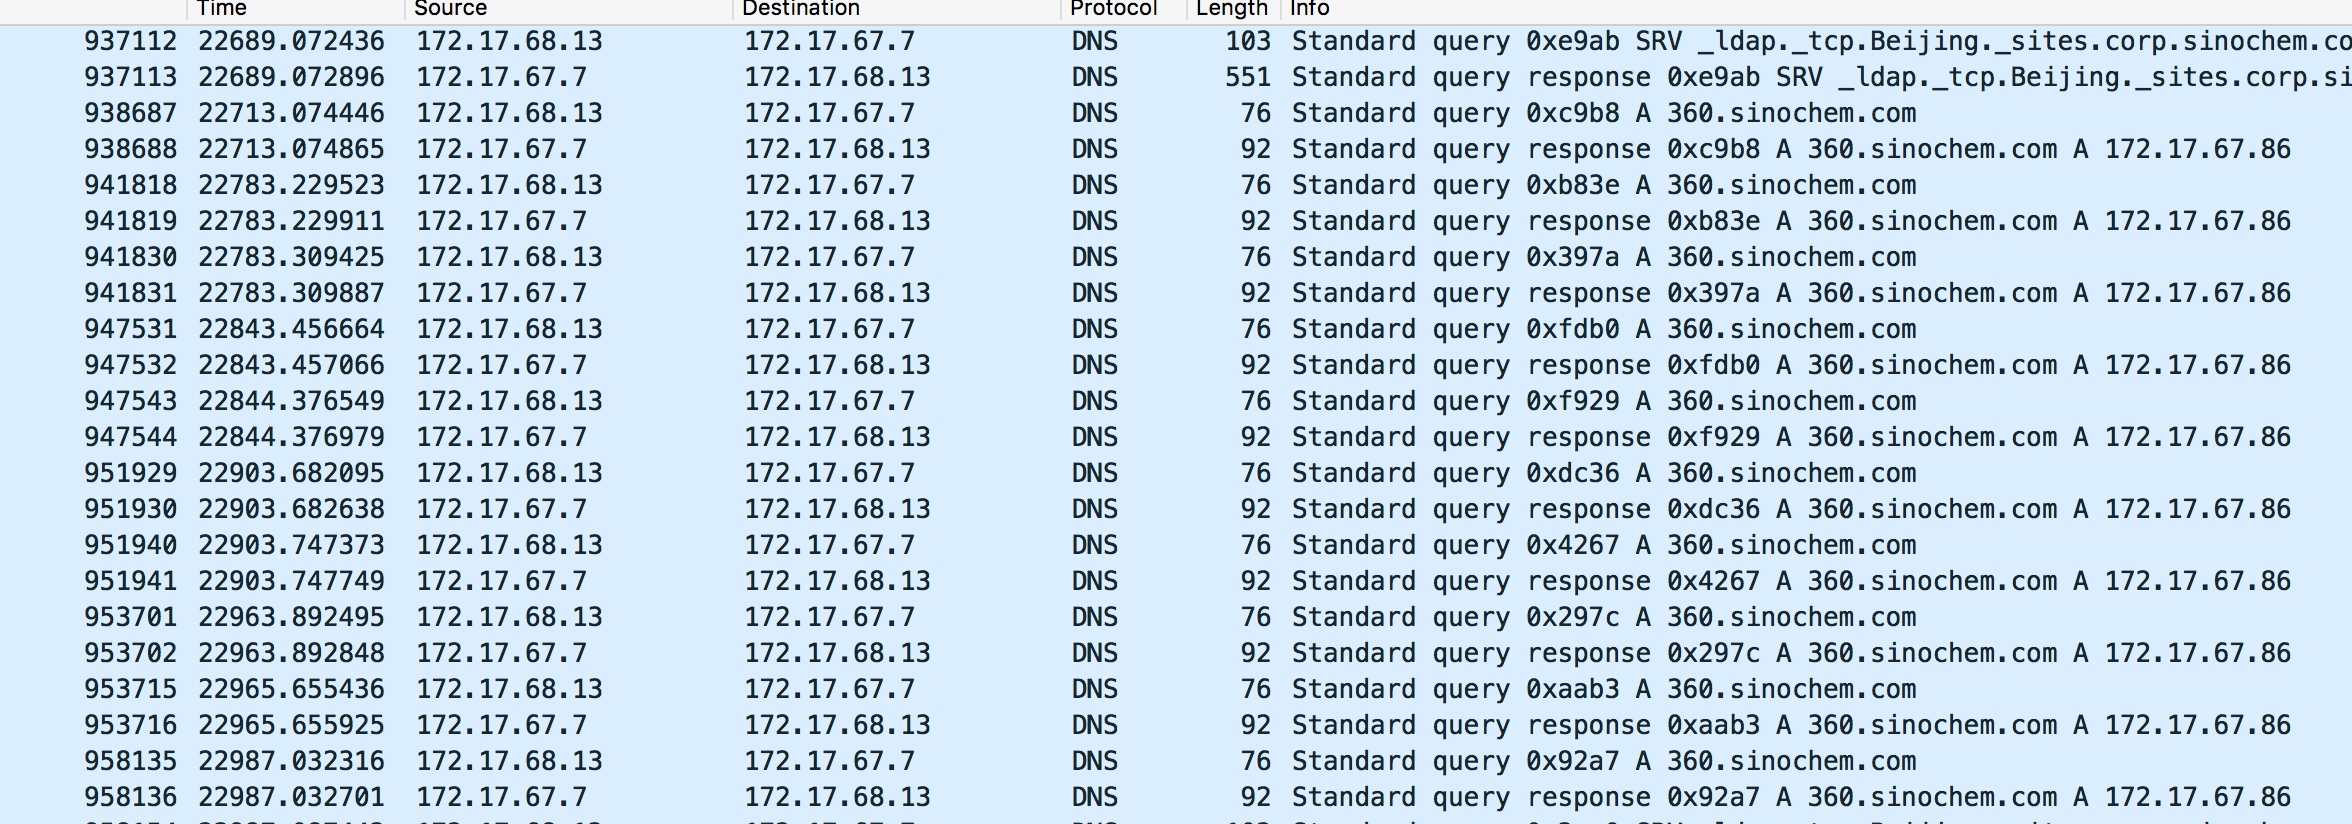 Time Source Destination Protocol Length Info
937112 22689.072436 172.17.68.13 172.17.67.7 DNS 103 Standard query 0xe9ab SRV _ldap._tcp.Beijing._sites.corp.sinochem.co
937113 22689.072896 172.17.67.7 172.17.68.13 DNS 551 Standard query response 0xe9ab SRV _ldap._tcp.Beijing._sites.corp.si
938687 22713.074446 172.17.68.13 172.17.67.7 DNS 76 Standard query 0xc9b8 A 360.sinochem.com
938688 22713.074865 172.17.67.7 172.17.68.13 DNS 92 Standard query response 0xc9b8 A 360.sinochem.com A 172.17.67.86
941818 22783.229523 172.17.68.13 172.17.67.7 DNS 76 Standard query 0xb83e A 360.sinochem.com
941819 22783.229911 172.17.67.7 172.17.68.13 DNS 92 Standard query response 0xb83e A 360.sinochem.com A 172.17.67.86
941830 22783.309425 172.17.68.13 172.17.67.7 DNS 76 Standard query 0x397a A 360.sinochem.com
941831 22783.309887 172.17.67.7 172.17.68.13 DNS 92 Standard query response 0x397a A 360.sinochem.com A 172.17.67.86
947531 22843.456664 172.17.68.13 172.17.67.7 DNS 76 Standard query 0xfdb0 A 360.sinochem.com
947532 22843.457066 172.17.67.7 172.17.68.13 DNS 92 Standard query response 0xfdb0 A 360.sinochem.com A 172.17.67.86
947543 22844.376549 172.17.68.13 172.17.67.7 DNS 76 Standard query 0xf929 A 360.sinochem.com
947544 22844.376979 172.17.67.7 172.17.68.13 DNS 92 Standard query response 0xf929 A 360.sinochem.com A 172.17.67.86
951929 22903.682095 172.17.68.13 172.17.67.7 DNS 76 Standard query 0xdc36 A 360.sinochem.com
951930 22903.682638 172.17.67.7 172.17.68.13 DNS 92 Standard query response 0xdc36 A 360.sinochem.com A 172.17.67.86
951940 22903.747373 172.17.68.13 172.17.67.7 DNS 76 Standard query 0x4267 A 360.sinochem.com
951941 22903.747749 172.17.67.7 172.17.68.13 DNS 92 Standard query response 0x4267 A 360.sinochem.com A 172.17.67.86
953701 22963.892495 172.17.68.13 172.17.67.7 DNS 76 Standard query 0x297c A 360.sinochem.com
953702 22963.892848 172.17.67.7 172.17.68.13 DNS 92 Standard query response 0x297c A 360.sinochem.com A 172.17.67.86
953715 22965.655436 172.17.68.13 172.17.67.7 DNS 76 Standard query 0xaab3 A 360.sinochem.com
953716 22965.655925 172.17.67.7 172.17.68.13 DNS 92 Standard query response 0xaab3 A 360.sinochem.com A 172.17.67.86
958135 22987.032316 172.17.68.13 172.17.67.7 DNS 76 Standard query 0x92a7 A 360.sinochem.com
958136 22987.032701 172.17.67.7 172.17.68.13 DNS 92 Standard query response 0x92a7 A 360.sinochem.com A 172.17.67.86